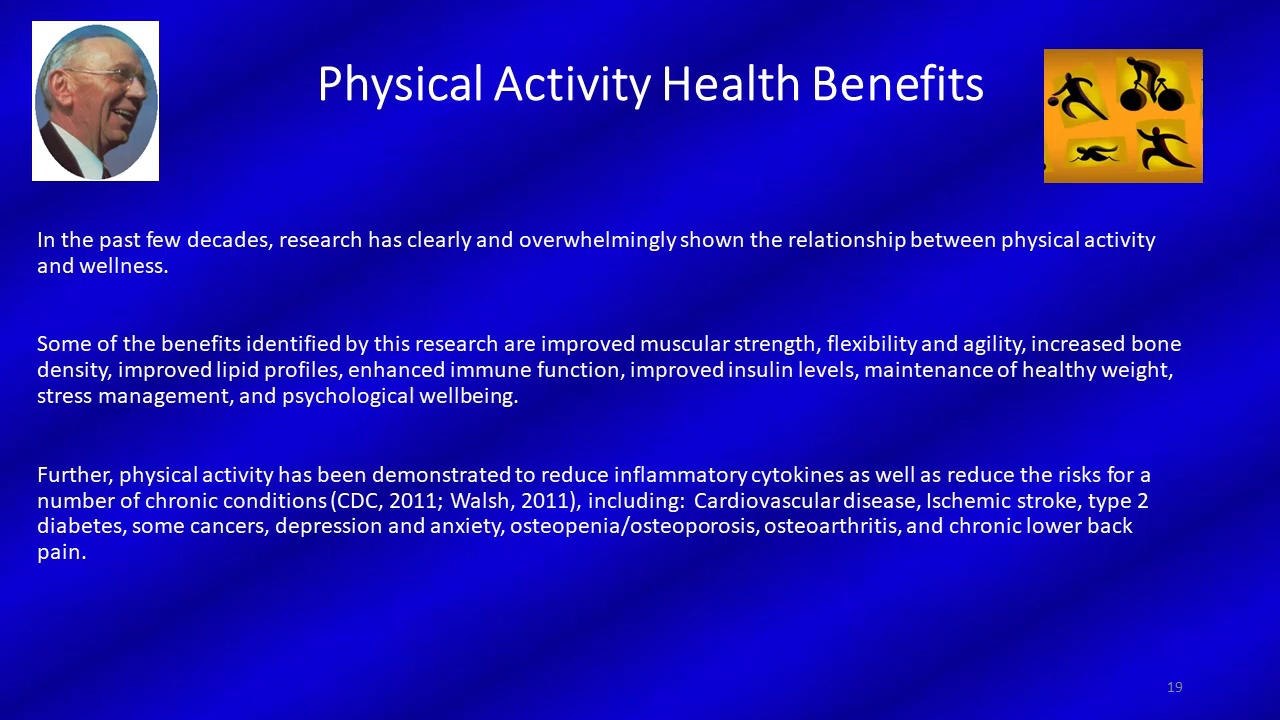 Physical Activity Health Benefits
In the past few decades, research has clearly and overwhelmingly shown the relationship between physical activity
and wellness.
Some of the benefits identified by this research are improved muscular strength, flexibility and agility, increased bone
density, improved lipid profiles, enhanced immune function, improved insulin levels, maintenance of healthy weight,
stress management, and psychological wellbeing.
Further, physical activity has been demonstrated to reduce inflammatory cytokines as well as reduce the risks for a
number of chronic conditions (CDC, 2011; Walsh, 2011), including:  Cardiovascular disease, Ischemic stroke, type 2
diabetes, some cancers, depression and anxiety, osteopenia/osteoporosis, osteoarthritis, and chronic lower back
pain.
19